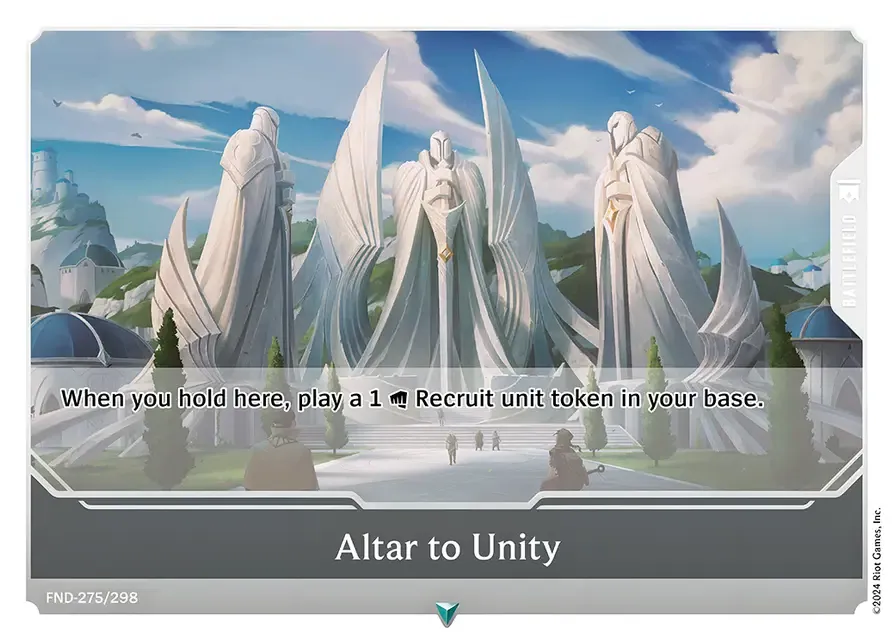 BATTLEFIELD
When you hold here, play a 1 Recruit unit token in your base.
Altar to Unity
FND-275/298
©2024 Riot Games, Inc.